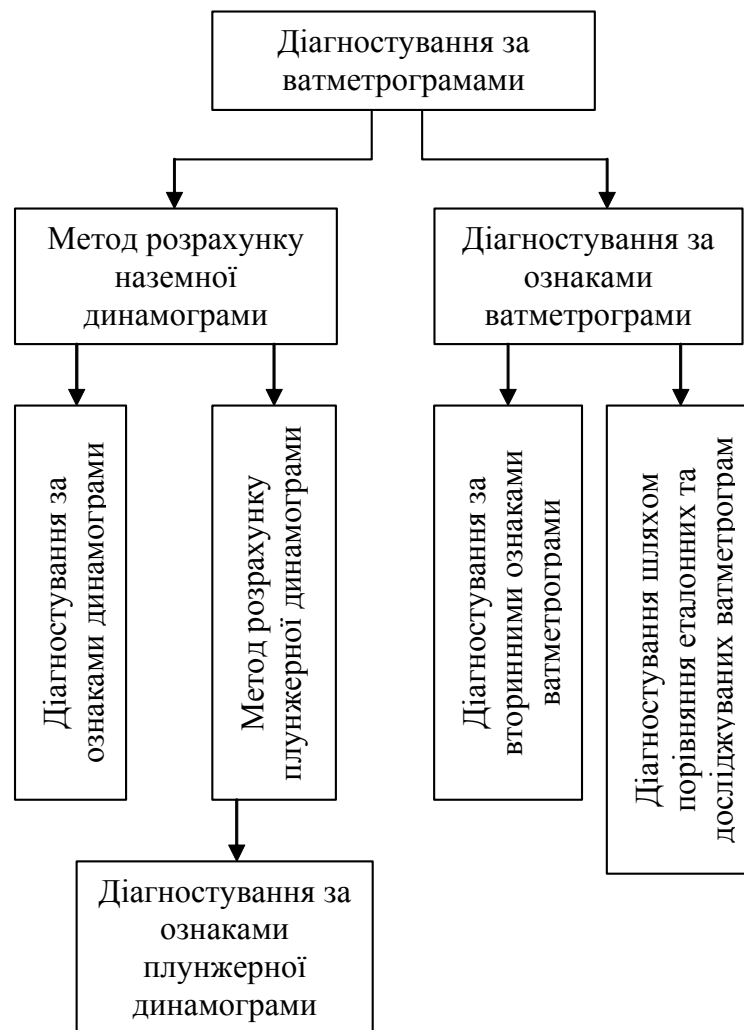 Діагностування за
ватметрограмами
Метод розрахунку
наземної
динамограми
Діагностування за
ознаками
ватметрограми
Діагностування за
ознаками динамограми
Метод розрахунку
плунжерної динамограми
Діагностування за
вторинними ознаками
ватметрограми
Діагностування шляхом
порівняння еталонних та
досліджуваних ватметрограм
Діагностування за
ознаками
плунжерної
динамограми